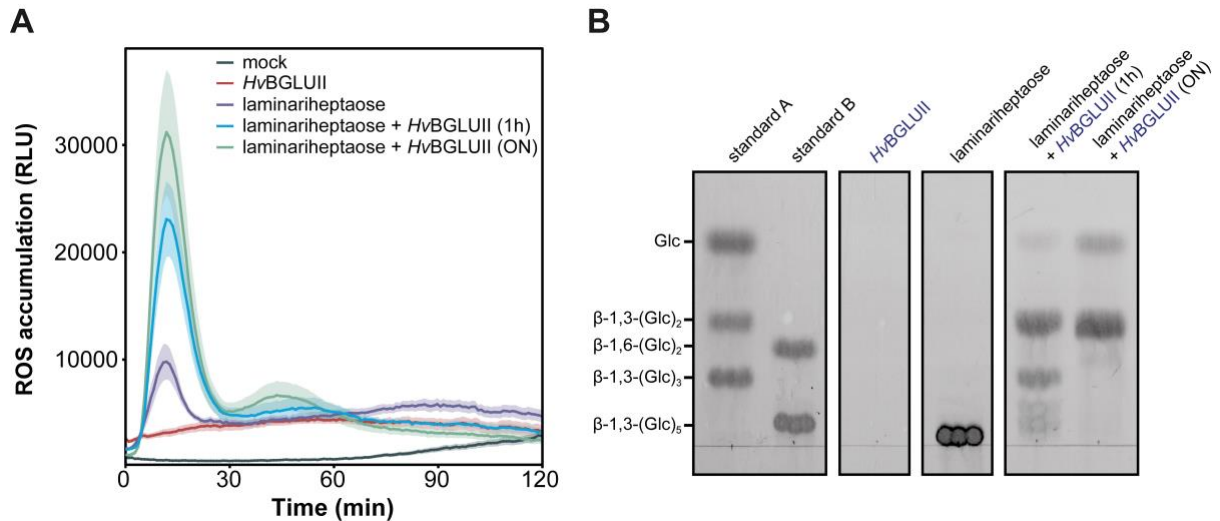 A
ROS accumulation (RLU)
30000
20000
10000
mock
HvBGLUII
laminariheptaose
laminariheptaose + HvBGLUII (1h)
laminariheptaose + HvBGLUII (ON)
0
30
60
90
120
Time (min)
B
standard A
standard B
HvBGLUII
laminariheptaose
laminariheptaose
+ HvBGLUII (1h)
laminariheptaose
+ HvBGLUII (ON)
Glc
β-1,3-(Glc)₂
β-1,6-(Glc)₂
β-1,3-(Glc)₃
β-1,3-(Glc)₅